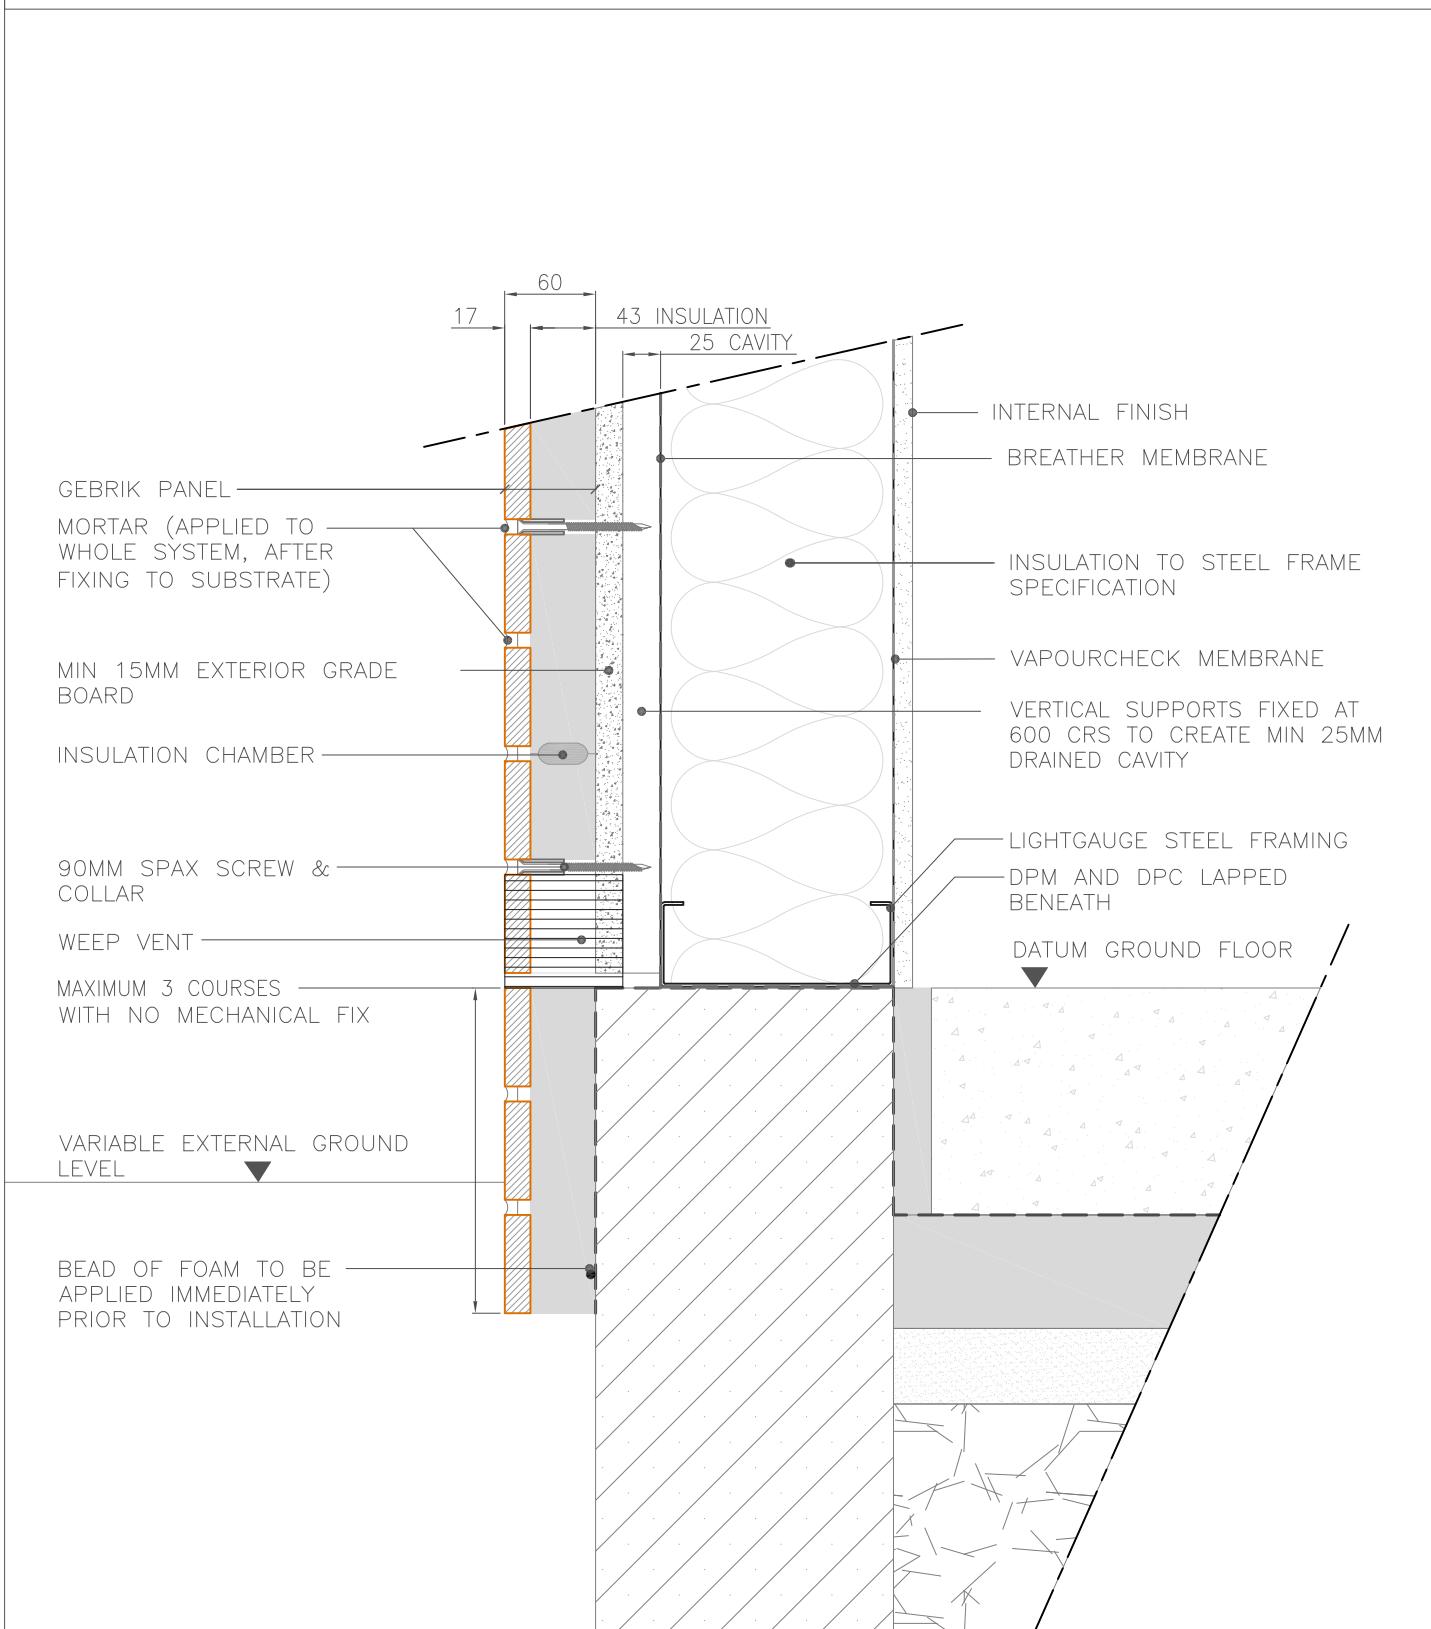 60
17
43 INSULATION
25 CAVITY
GEBRIK PANEL
MORTAR (APPLIED TO
WHOLE SYSTEM, AFTER
FIXING TO SUBSTRATE)
MIN 15MM EXTERIOR GRADE
BOARD
INSULATION CHAMBER
90MM SPAX SCREW &
COLLAR
WEEP VENT
MAXIMUM 3 COURSES
WITH NO MECHANICAL FIX
VARIABLE EXTERNAL GROUND
LEVEL
BEAD OF FOAM TO BE
APPLIED IMMEDIATELY
PRIOR TO INSTALLATION
INTERNAL FINISH
BREATHER MEMBRANE
INSULATION TO STEEL FRAME
SPECIFICATION
VAPOURCHECK MEMBRANE
VERTICAL SUPPORTS FIXED AT
600 CRS TO CREATE MIN 25MM
DRAINED CAVITY
LIGHTGAUGE STEEL FRAMING
DPM AND DPC LAPPED
BENEATH
DATUM GROUND FLOOR